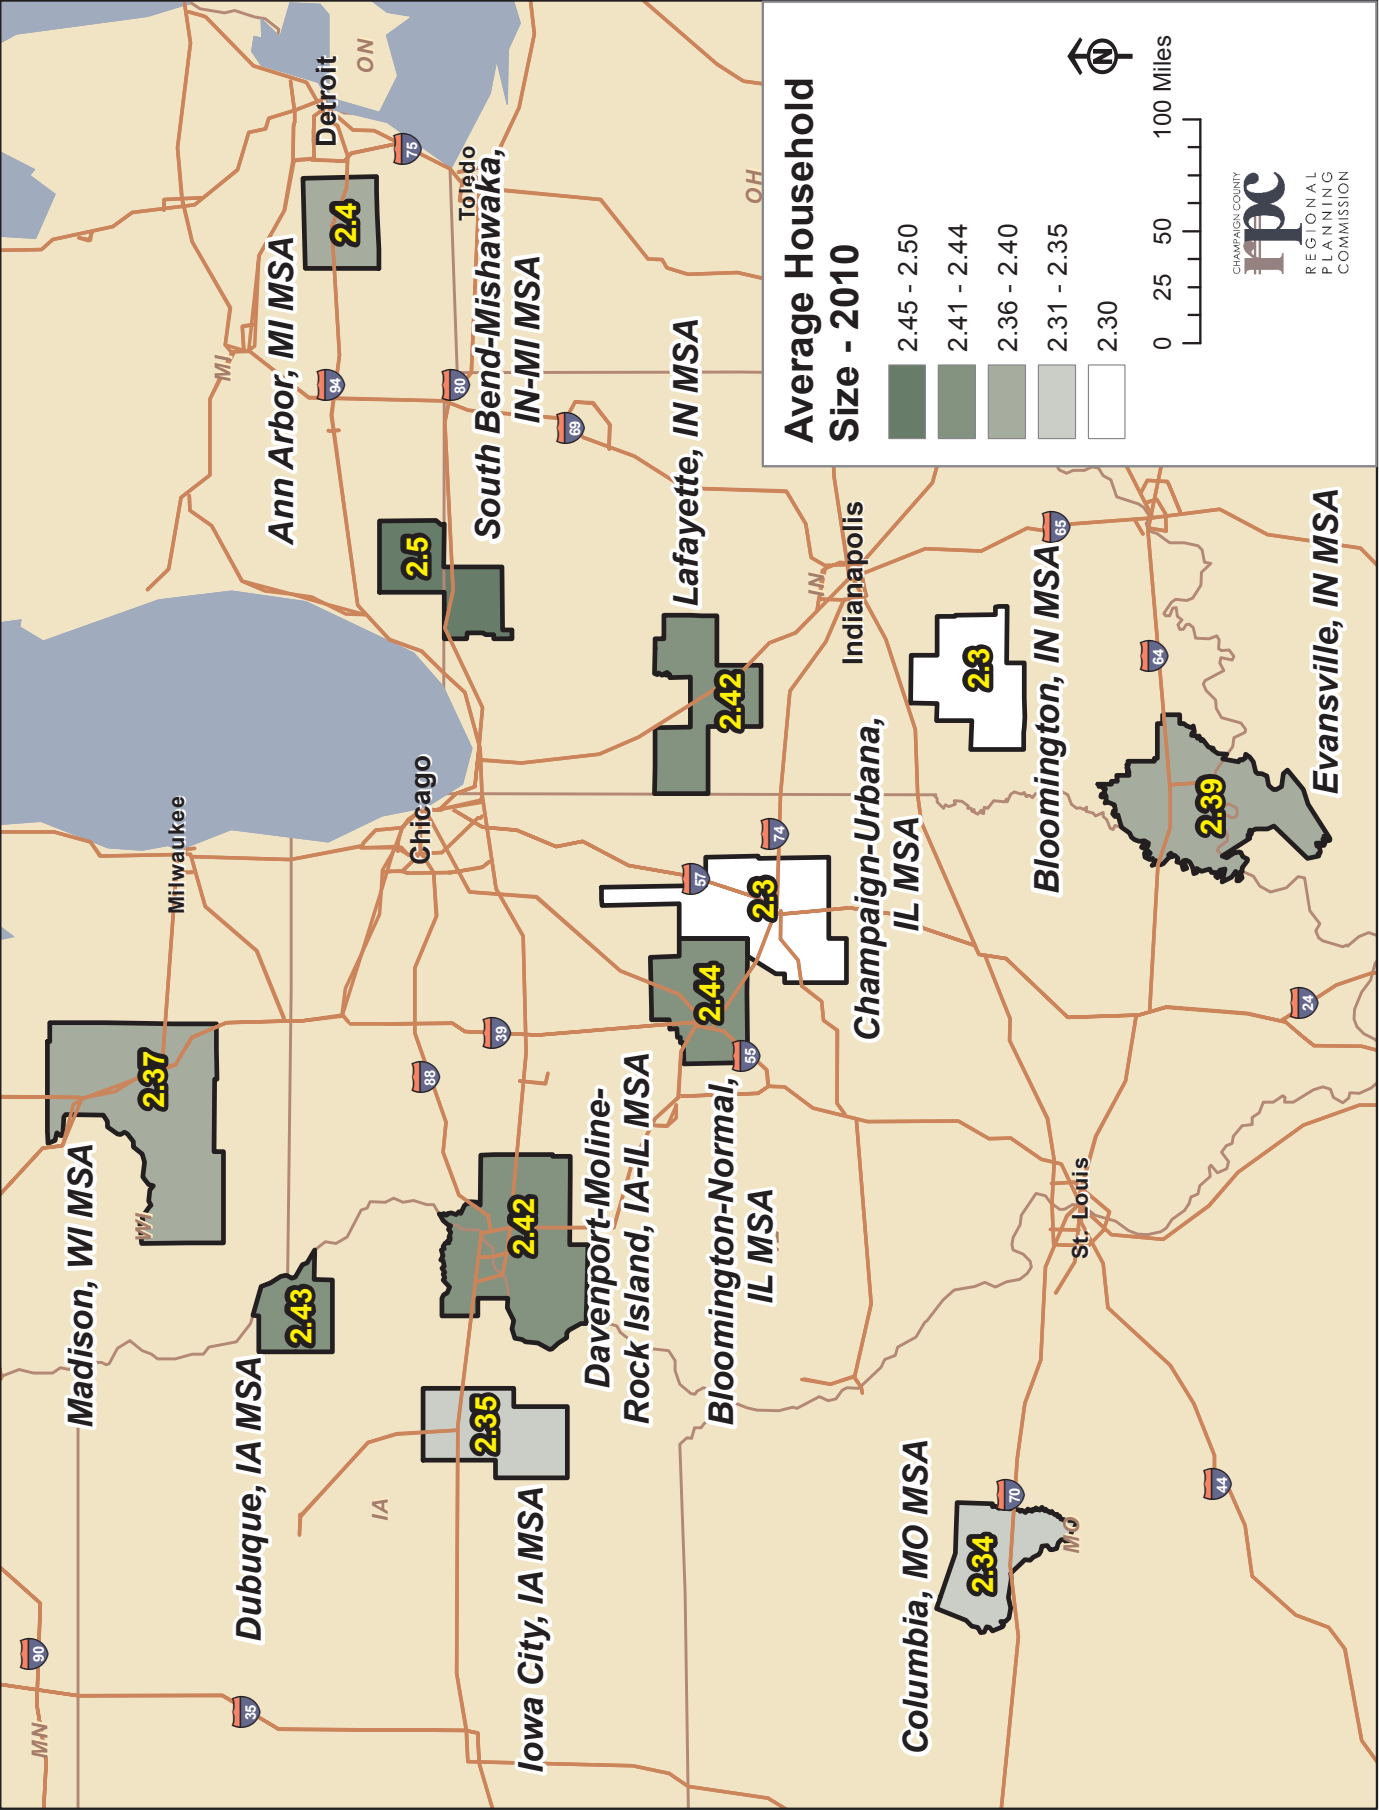 MN
90
35
Madison, WI MSA
2.37
WI
Milwaukee
Dubuque, IA MSA
2.43
IA
Iowa City, IA MSA
2.35
88
39
Chicago
2.42
Davenport-Moline-
Rock Island, IA-IL MSA
Bloomington-Normal,
IL MSA
2.44
55
57
74
2.3
Champaign-Urbana,
IL MSA
MI
Ann Arbor, MI MSA
2.4
Detroit
ON
75
94
80
69
Toledo
South Bend-Mishawaka,
IN-MI MSA
2.5
Lafayette, IN MSA
2.42
OH
IN
Indianapolis
2.3
Bloomington, IN MSA
65
64
2.39
Evansville, IN MSA
24
St. Louis
Columbia, MO MSA
2.34
70
MO
44
Average Household
Size - 2010
2.45 - 2.50
2.41 - 2.44
2.36 - 2.40
2.31 - 2.35
2.30
N
0 25 50 100 Miles
CHAMPAIGN COUNTY
rpc
REGIONAL
PLANNING
COMMISSION